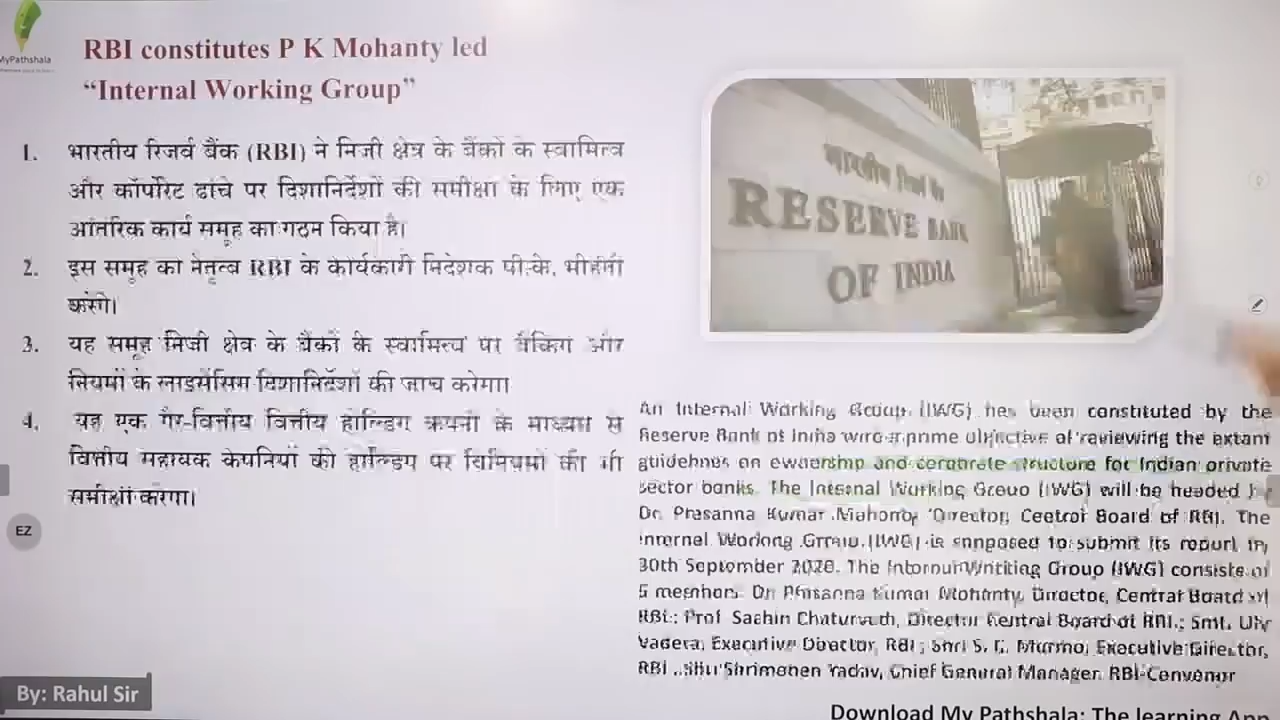 MyPathshala
RBI constitutes P K Mohanty led
“Internal Working Group”
1. भारतीय रिजर्व बैंक (RBI) ने निजी क्षेत्र के बैंकों के स्वामित्व
और कॉर्पोरेट ढांचे पर दिशानिर्देशों की समीक्षा के लिए एक
आंतरिक कार्य समूह का गठन किया है।
2. इस समूह का नेतृत्व RBI के कार्यकारी निदेशक पी.के. मोहंती
करेंगे।
3. यह समूह निजी क्षेत्र के बैंकों के स्वामित्व पर बैंकिंग और
नियमों के लाइसेंसिंग दिशानिर्देशों की जांच करेगा।
4. यह एक गैर-वित्तीय वित्तीय होल्डिंग कंपनी के माध्यम से
वित्तीय सहायक कंपनियों की होल्डिंग पर विनियमों की भी
समीक्षा करेगा।
भारतीय रिज़र्व बैंक
RESERVE BANK
OF INDIA
An Internal Working Group (IWG) has been constituted by the
Reserve Bank of India prime objective of reviewing the extant
guidelines on ownership and corporate structure for Indian private
sector banks. The Internal Working Group (IWG) will be headed
Dr. Prasanna Kumar Mohanty, Director, Central Board of RBI. The
Internal Working Group (IWG) is supposed to submit its report
30th September 2020. The Internal Working Group (IWG) consists of
5 members. Dr. Prasanna Kumar Mohanty, Director, Central Board of
RBI.; Prof. Sachin Chaturvedi, Director Central Board of RBI.; Smt. Lily
Vadera, Executive Director, RBI; Shri S. C. Murmu, Executive Director,
RBI Shrimohan Yadav, Chief General Manager. RBI-Convenor
EZ
By: Rahul Sir
Download My Pathshala: The learning App